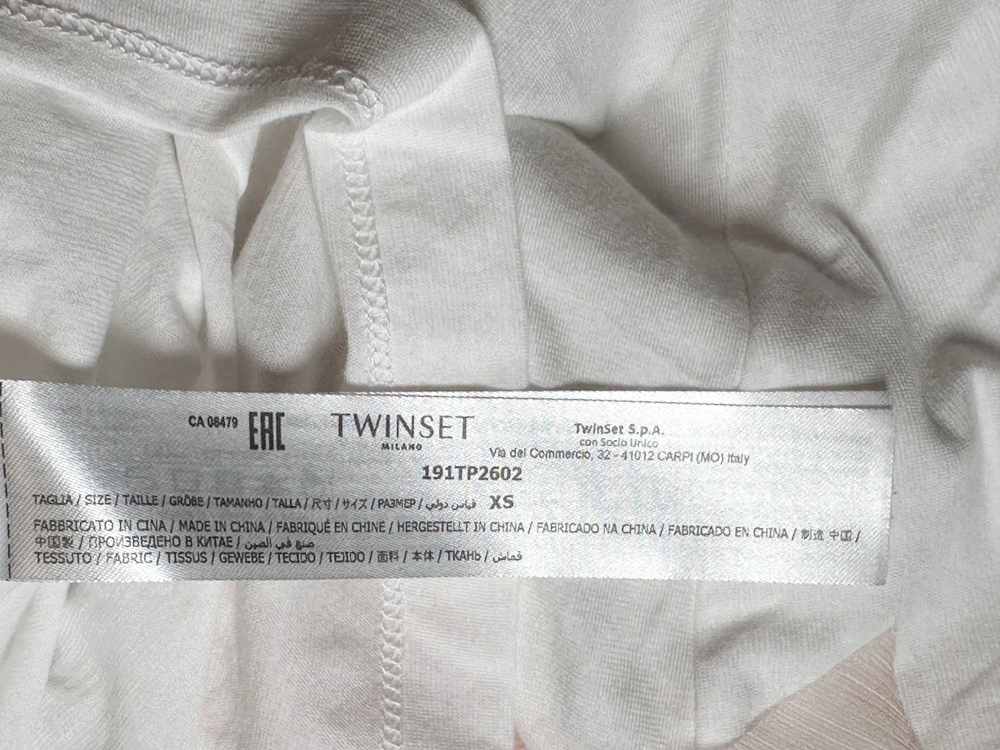 CA 08479 EAC TWINSET
MILANO
TwinSet S.p.A.
con Socio Unico
Via del Commercio, 32 - 41012 CARPI (MO) Italy
191TP2602
TAGLIA / SIZE / TAILLE / GRÖBE / TAMANHO / TALLA / 尺寸 / サイズ / РАЗМЕР / قياس دولي / XS
FABBRICATO IN CINA / MADE IN CHINA / FABRIQUÉ EN CHINE / HERGESTELLT IN CHINA / FABRICADO NA CHINA / FABRICADO EN CHINA / 制造 中国 /
中国製 / ПРОИЗВЕДЕНО В КИТАЕ / صنع في الصين /
TESSUTO / FABRIC / TISSUS / GEWEBE / TECIDO / TEJIDO / 面料 / 本体 / ТКАНЬ / قماش